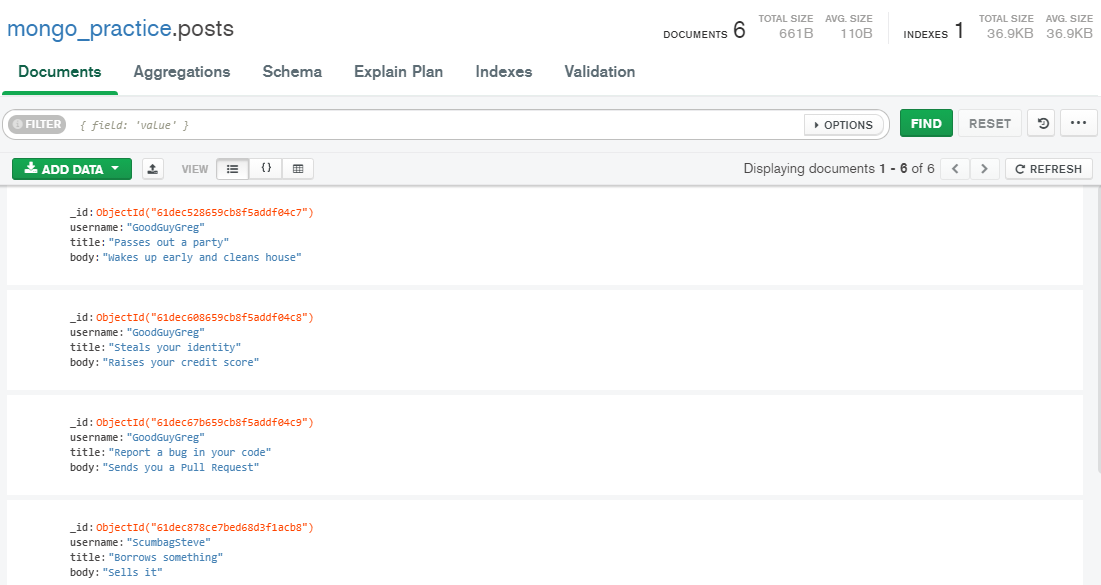 mongo_practice.posts
DOCUMENTS 6 TOTAL SIZE 661B AVG. SIZE 110B INDEXES 1 TOTAL SIZE 36.9KB AVG. SIZE 36.9KB
Documents Aggregations Schema Explain Plan Indexes Validation
FILTER { field: 'value' } OPTIONS FIND RESET ...
ADD DATA VIEW {} Displaying documents 1 - 6 of 6 < > REFRESH
_id: ObjectId("61dec528659cb8f5addf04c7")
username: "GoodGuyGreg"
title: "Passes out a party"
body: "Wakes up early and cleans house"
_id: ObjectId("61dec608659cb8f5addf04c8")
username: "GoodGuyGreg"
title: "Steals your identity"
body: "Raises your credit score"
_id: ObjectId("61dec67b659cb8f5addf04c9")
username: "GoodGuyGreg"
title: "Report a bug in your code"
body: "Sends you a Pull Request"
_id: ObjectId("61dec878ce7bed68d3f1acb8")
username: "ScumbagSteve"
title: "Borrows something"
body: "Sells it"